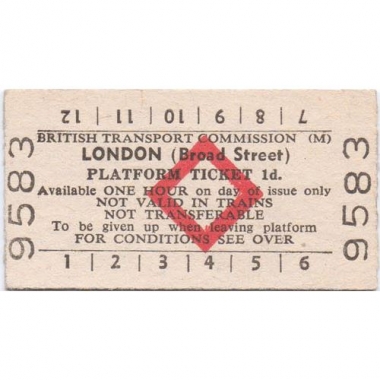 12 | 11 | 10 | 9 | 8 | 7
BRITISH TRANSPORT COMMISSION (M)
LONDON (Broad Street)
PLATFORM TICKET 1d.
Available ONE HOUR on day of issue only
NOT VALID IN TRAINS
NOT TRANSFERABLE
To be given up when leaving platform
FOR CONDITIONS SEE OVER
1 | 2 | 3 | 4 | 5 | 6
9583
9583